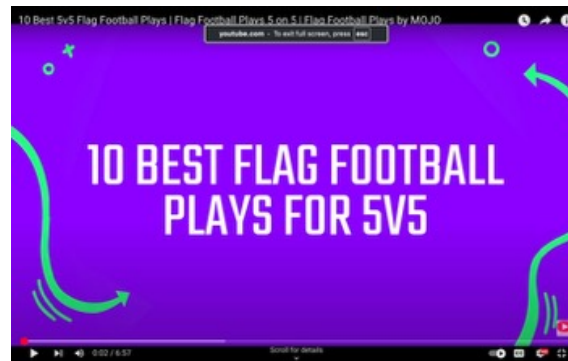 10 Best 5v5 Flag Football Plays | Flag Football Plays 5 on 5 | Flag Football Plays by MOJO
youtube.com - To exit full screen, press esc
10 BEST FLAG FOOTBALL
PLAYS FOR 5V5
0:02 / 6:57
Scroll for details